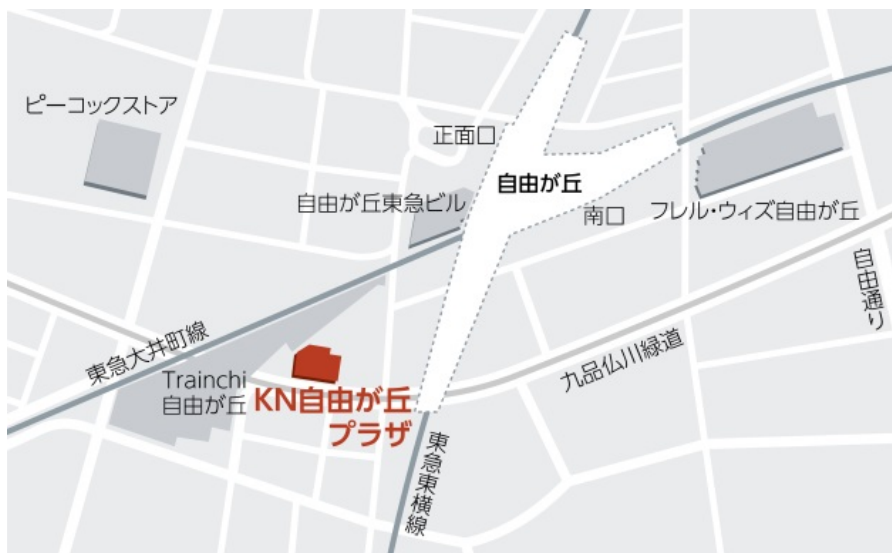 ピーコックストア
正面口
自由が丘
自由が丘東急ビル
南口
フレル・ウィズ自由が丘
自由通り
東急大井町線
九品仏川緑道
Trainchi
自由が丘
KN自由が丘
プラザ
東急東横線